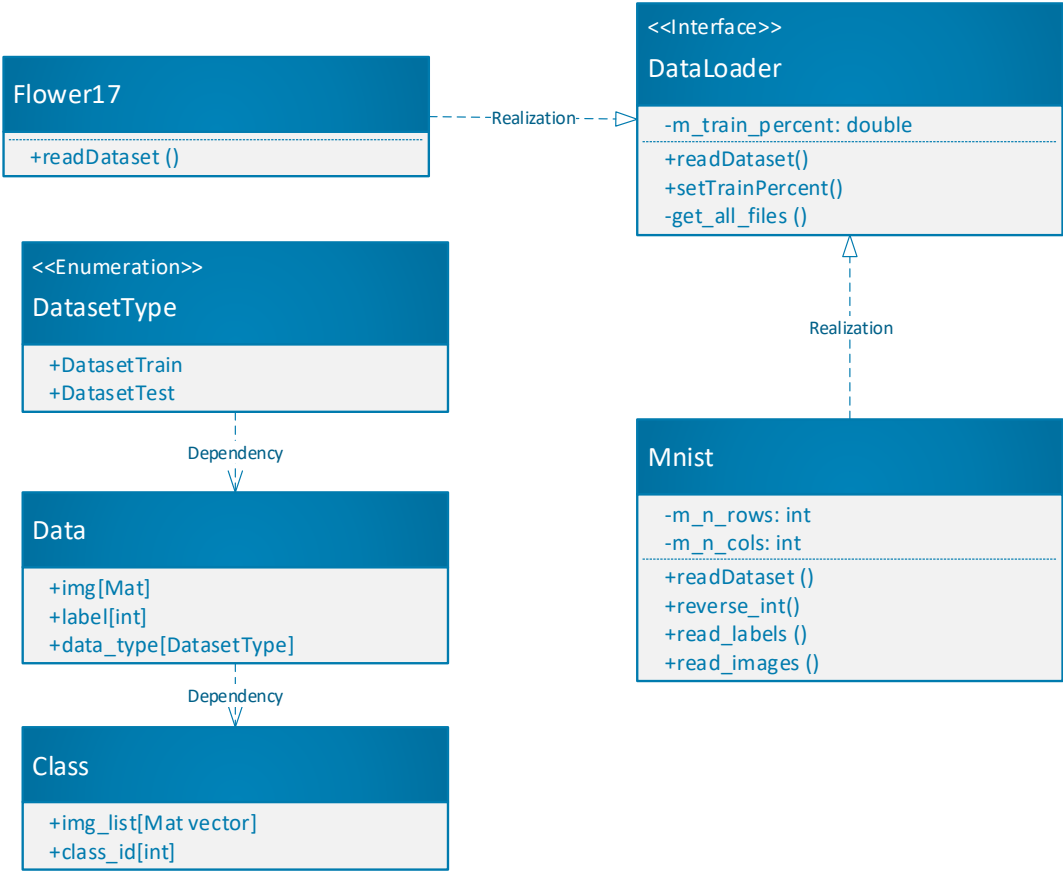 Flower17
+readDataset ()
-Realization-
<<Interface>>
DataLoader
-m_train_percent: double
+readDataset()
+setTrainPercent()
-get_all_files ()
<<Enumeration>>
DatasetType
+DatasetTrain
+DatasetTest
Dependency
Data
+img[Mat]
+label[int]
+data_type[DatasetType]
Dependency
Class
+img_list[Mat vector]
+class_id[int]
Realization
Mnist
-m_n_rows: int
-m_n_cols: int
+readDataset ()
+reverse_int()
+read_labels ()
+read_images ()